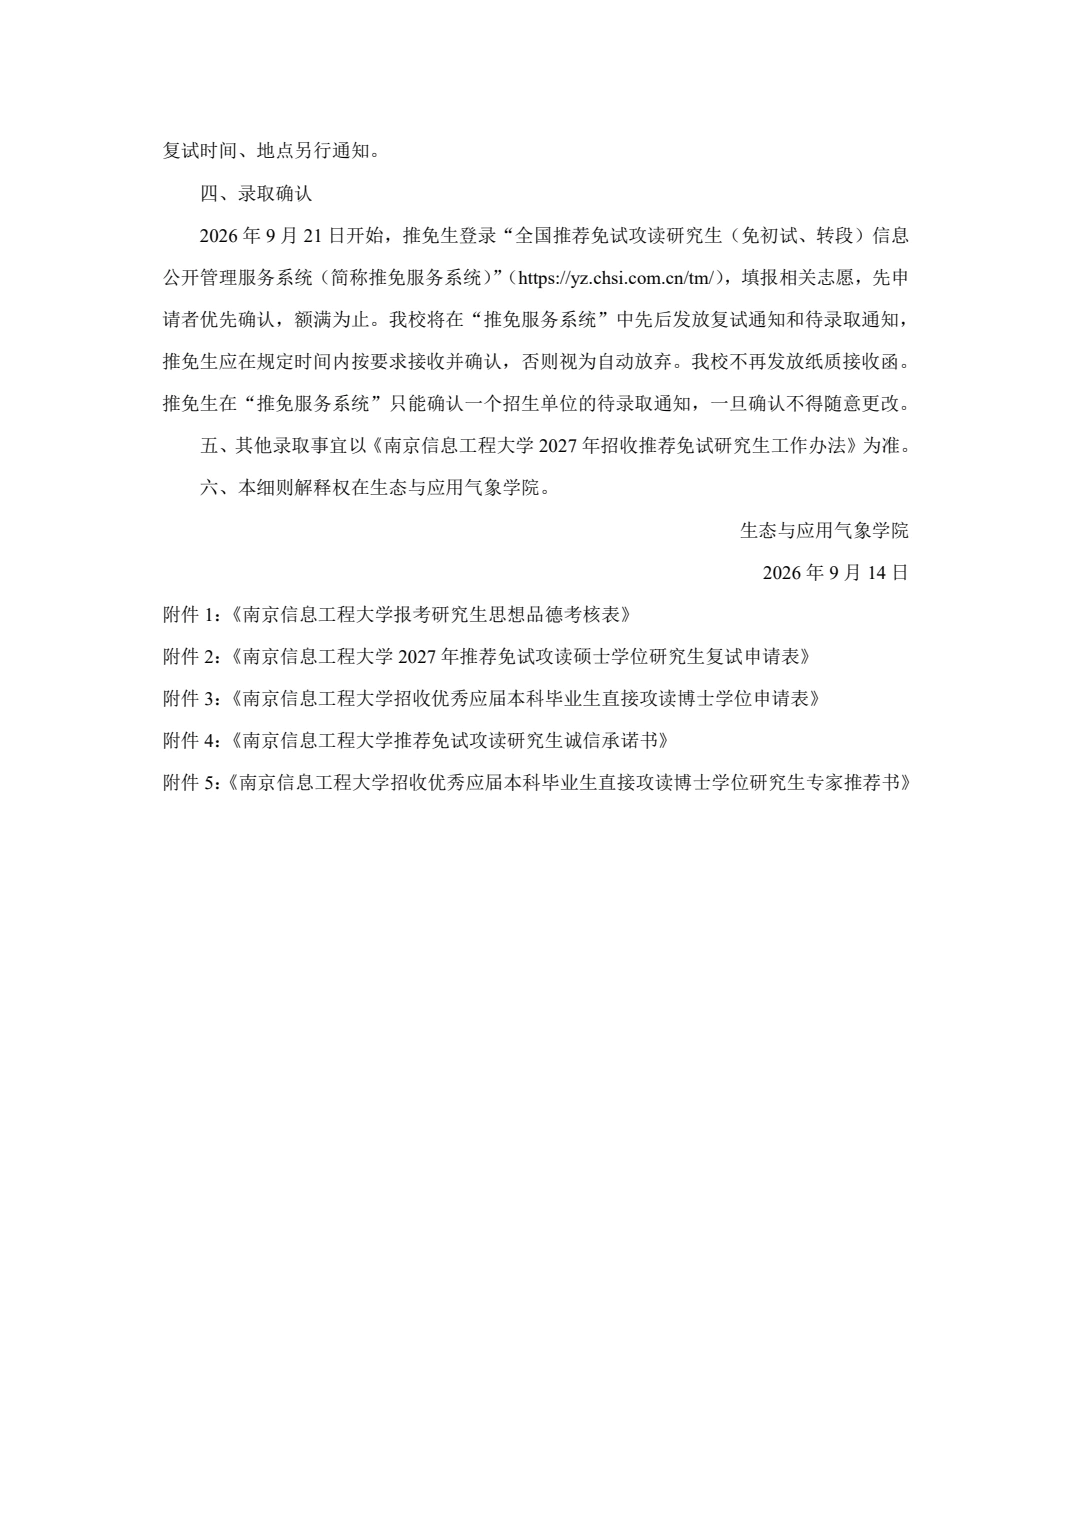 复试时间、地点另行通知。
四、录取确认
2026 年 9 月 21 日开始，推免生登录“全国推荐免试攻读研究生（免初试、转段）信息
公开管理服务系统（简称推免服务系统）”（https://yz.chsi.com.cn/tm/），填报相关志愿，先申
请者优先确认，额满为止。我校将在“推免服务系统”中先后发放复试通知和待录取通知，
推免生应在规定时间内按要求接收并确认，否则视为自动放弃。我校不再发放纸质接收函。
推免生在“推免服务系统”只能确认一个招生单位的待录取通知，一旦确认不得随意更改。
五、其他录取事宜以《南京信息工程大学 2027 年招收推荐免试研究生工作办法》为准。
六、本细则解释权在生态与应用气象学院。
生态与应用气象学院
2026 年 9 月 14 日
附件 1：《南京信息工程大学报考研究生思想品德考核表》
附件 2：《南京信息工程大学 2027 年推荐免试攻读硕士学位研究生复试申请表》
附件 3：《南京信息工程大学招收优秀应届本科毕业生直接攻读博士学位申请表》
附件 4：《南京信息工程大学推荐免试攻读研究生诚信承诺书》
附件 5：《南京信息工程大学招收优秀应届本科毕业生直接攻读博士学位研究生专家推荐书》